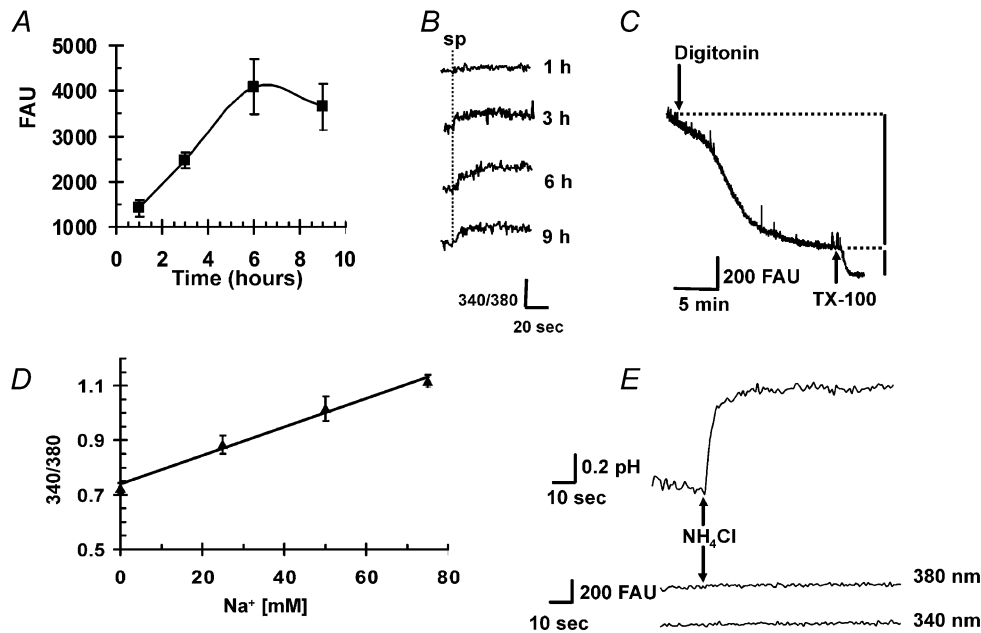 A
5000
4000
3000
2000
1000
FAU
0 2 4 6 8 10
Time (hours)
B
sp
1 h
3 h
6 h
9 h
340/380
20 sec
C
Digitonin
200 FAU
5 min
TX-100
D
1.1
0.9
0.7
0.5
340/380
0 20 40 60 80
Na⁺ [mM]
E
0.2 pH
10 sec
NH₄Cl
200 FAU
10 sec
380 nm
340 nm